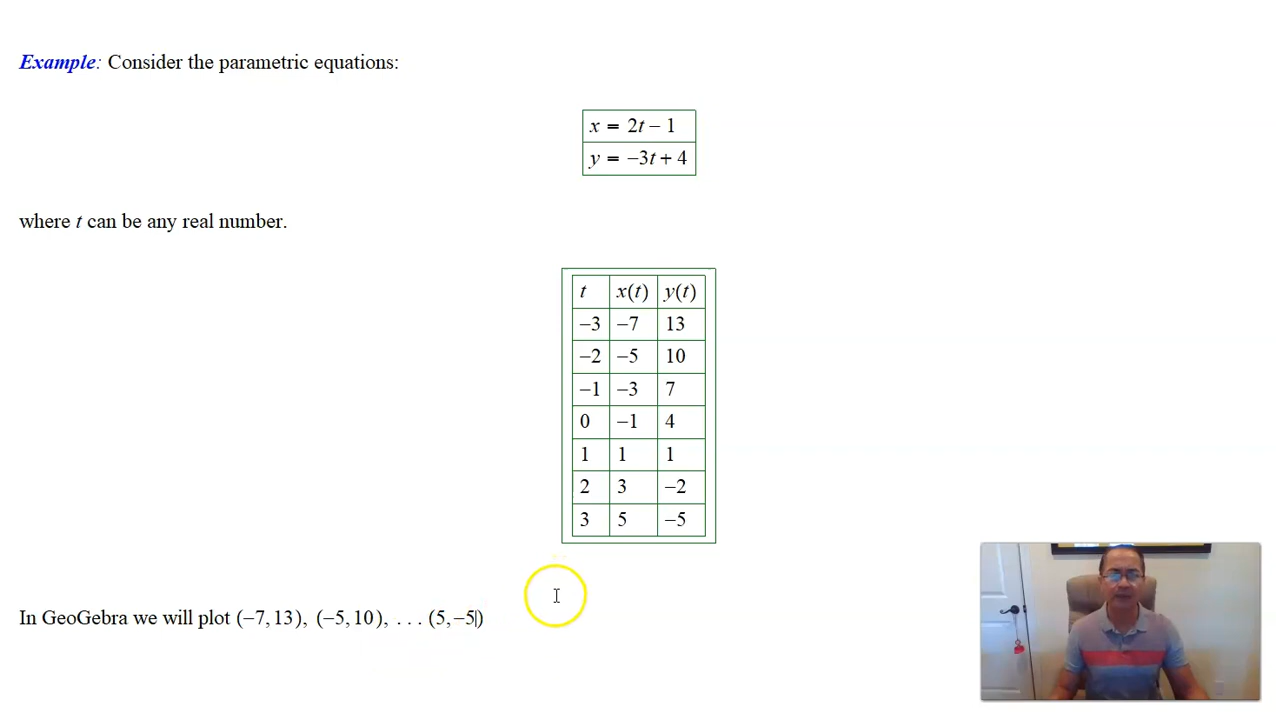 Example: Consider the parametric equations:
x = 2t − 1
y = −3t + 4
where t can be any real number.
t x(t) y(t)
−3 −7 13
−2 −5 10
−1 −3 7
0 −1 4
1 1 1
2 3 −2
3 5 −5
In GeoGebra we will plot (−7, 13), (−5, 10), . . . (5, −5)